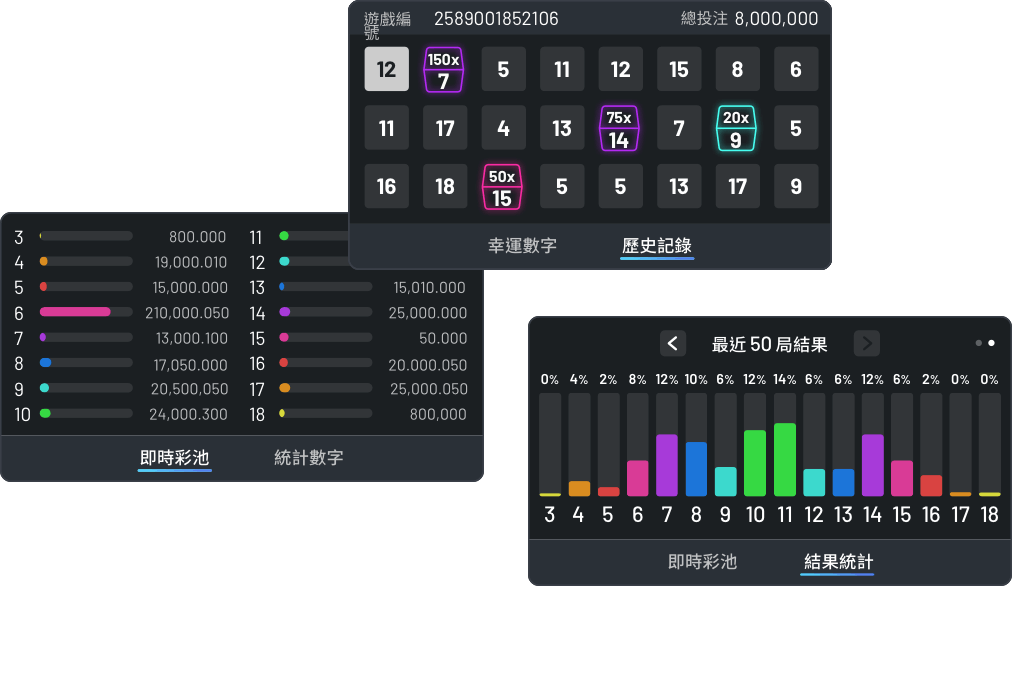 遊戲編號 2589001852106 總投注 8,000,000
12 150x 7 5 11 12 15 8 6
11 17 4 13 75x 14 7 20x 9 5
16 18 50x 15 5 5 13 17 9
幸運數字 歷史記錄
3 800.000 11
4 19,000.010 12
5 15,000.000 13 15,010.000
6 210,000.050 14 25,000.000
7 13,000.100 15 50.000
8 17,050.000 16 20.000.050
9 20,500,050 17 25,000.050
10 24,000.300 18 800,000
即時彩池 統計數字
< 最近 50 局結果 >
0% 4% 2% 8% 12% 10% 6% 12% 14% 6% 6% 12% 6% 2% 0% 0%
3 4 5 6 7 8 9 10 11 12 13 14 15 16 17 18
即時彩池 結果統計